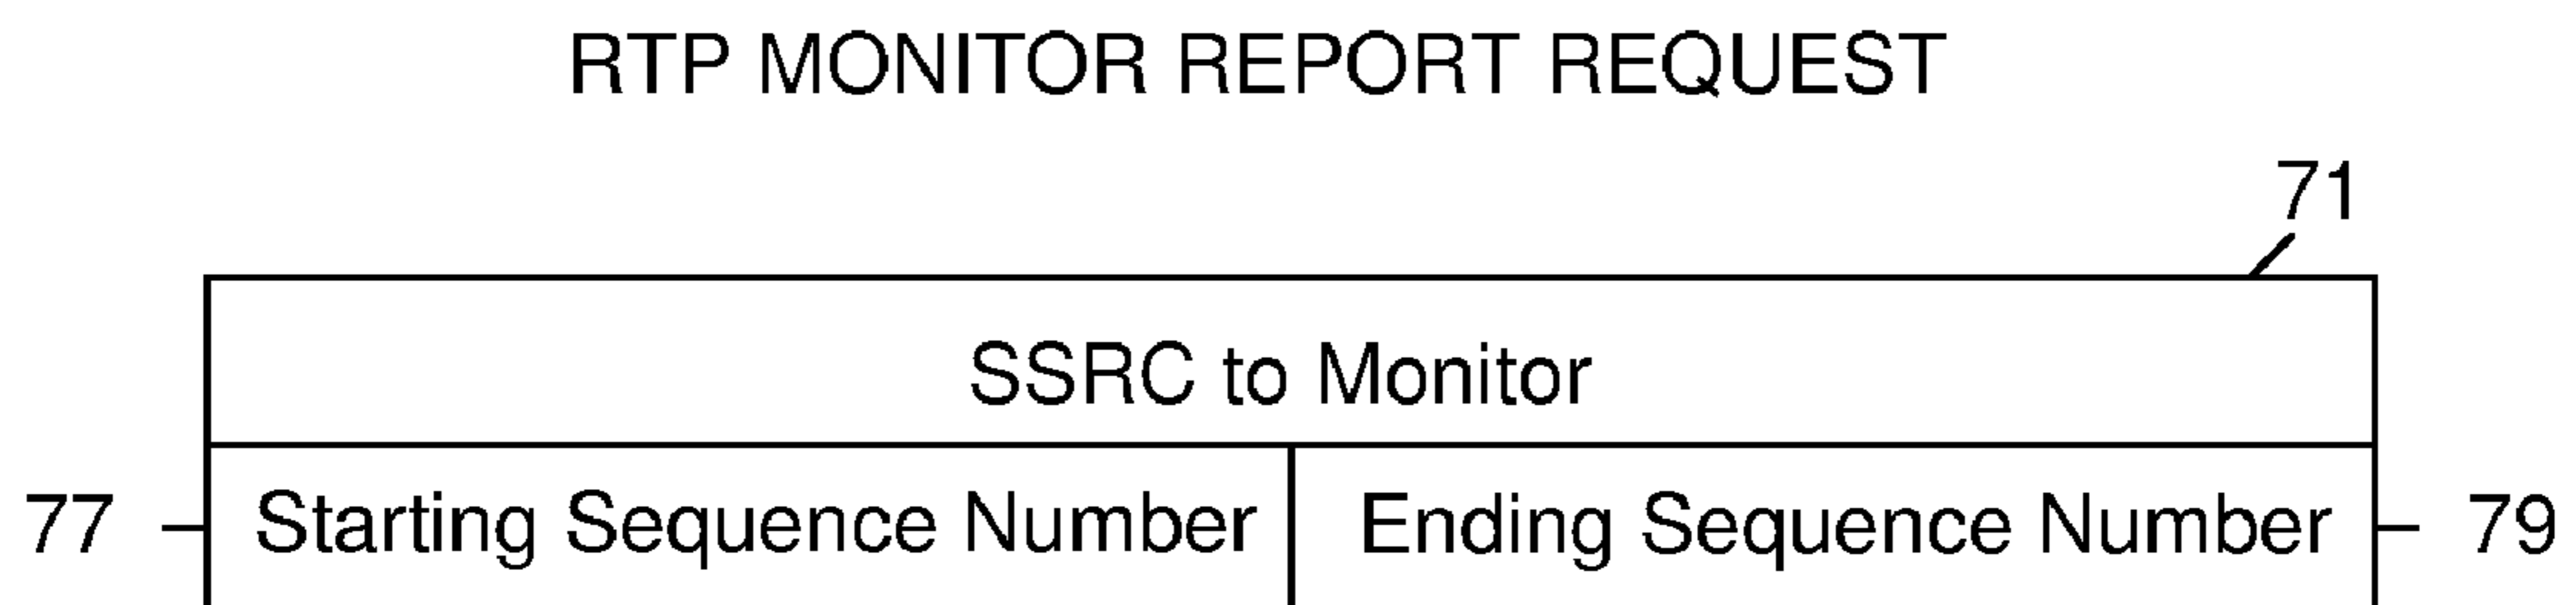 RTP MONITOR REPORT REQUEST
71
SSRC to Monitor
77 Starting Sequence Number Ending Sequence Number 79